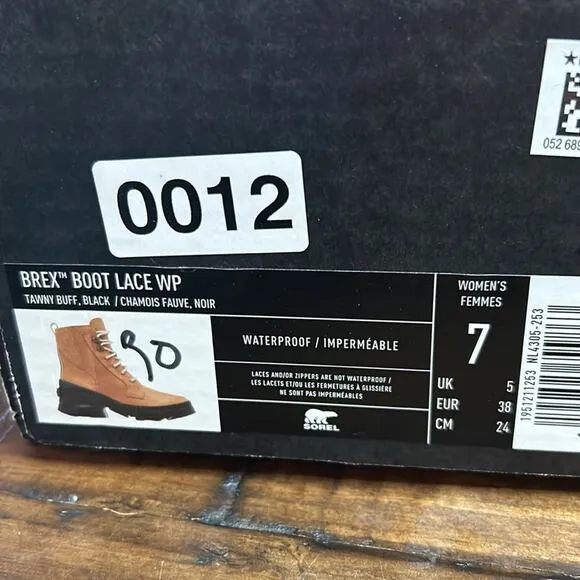 052 689
0012
BREX™ BOOT LACE WP
TAWNY BUFF, BLACK / CHAMOIS FAUVE, NOIR
90
WATERPROOF / IMPERMÉABLE
LACES AND/OR ZIPPERS ARE NOT WATERPROOF /
LES LACETS ET/OU LES FERMETURES À GLISSIÈRE
NE SONT PAS IMPERMÉABLES
SOREL
WOMEN'S
FEMMES
7
UK 5
EUR 38
CM 24
1951211253 NL4305-253